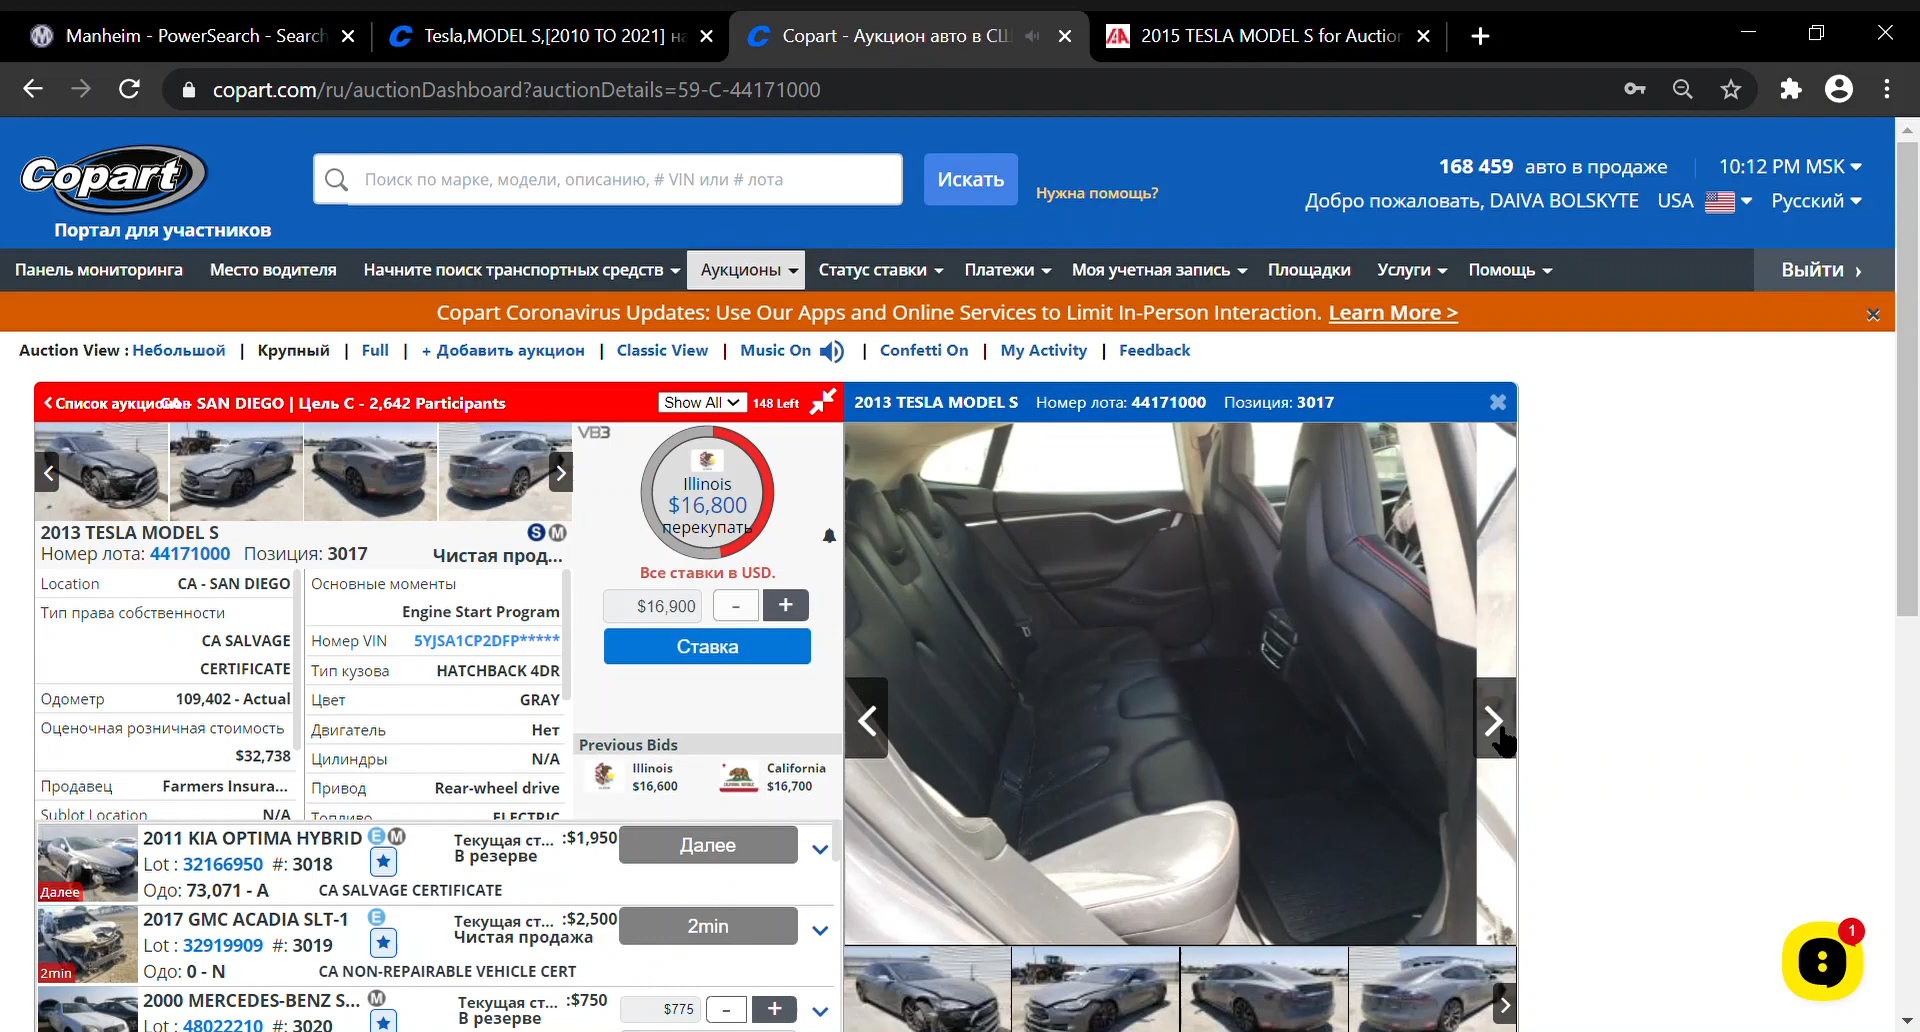 Manheim - PowerSearch - Search
Tesla,MODEL S,[2010 TO 2021] на
Copart - Аукцион авто в СШ
2015 TESLA MODEL S for Auction
copart.com/ru/auctionDashboard?auctionDetails=59-C-44171000
Copart
Портал для участников
Поиск по марке, модели, описанию, # VIN или # лота
Искать
Нужна помощь?
168 459 авто в продаже
10:12 PM MSK
Добро пожаловать, DAIVA BOLSKYTE USA
Русский
Панель мониторинга Место водителя Начните поиск транспортных средств Аукционы Статус ставки Платежи Моя учетная запись Площадки Услуги Помощь Выйти
Copart Coronavirus Updates: Use Our Apps and Online Services to Limit In-Person Interaction. Learn More >
Auction View : Небольшой | Крупный | Full | + Добавить аукцион | Classic View | Music On | Confetti On | My Activity | Feedback
Список аукционов CA - SAN DIEGO | Цель C - 2,642 Participants
Show All 148 Left
2013 TESLA MODEL S Номер лота: 44171000 Позиция: 3017
VB3
Illinois
$16,800
перекупать
Все ставки в USD.
$16,900 - +
Ставка
2013 TESLA MODEL S
S M
Номер лота: 44171000 Позиция: 3017 Чистая прод...
Location CA - SAN DIEGO
Тип права собственности
CA SALVAGE
CERTIFICATE
Одометр 109,402 - Actual
Оценочная розничная стоимость
$32,738
Продавец Farmers Insura...
Sublot Location N/A
Основные моменты
Engine Start Program
Номер VIN 5YJSA1CP2DFP*****
Тип кузова HATCHBACK 4DR
Цвет GRAY
Двигатель Нет
Цилиндры N/A
Привод Rear-wheel drive
Топливо ELECTRIC
Previous Bids
Illinois
$16,600
California
$16,700
2011 KIA OPTIMA HYBRID E M
Lot : 32166950 #: 3018
Одо: 73,071 - A CA SALVAGE CERTIFICATE
Далее
Текущая ст... :$1,950
В резерве
Далее
2017 GMC ACADIA SLT-1 E
Lot : 32919909 #: 3019
Одо: 0 - N CA NON-REPAIRABLE VEHICLE CERT
2min
Текущая ст... :$2,500
Чистая продажа
2min
2000 MERCEDES-BENZ S... M
Lot : 48022210 #: 3020
Текущая ст... :$750
В резерве
$775 - +
1